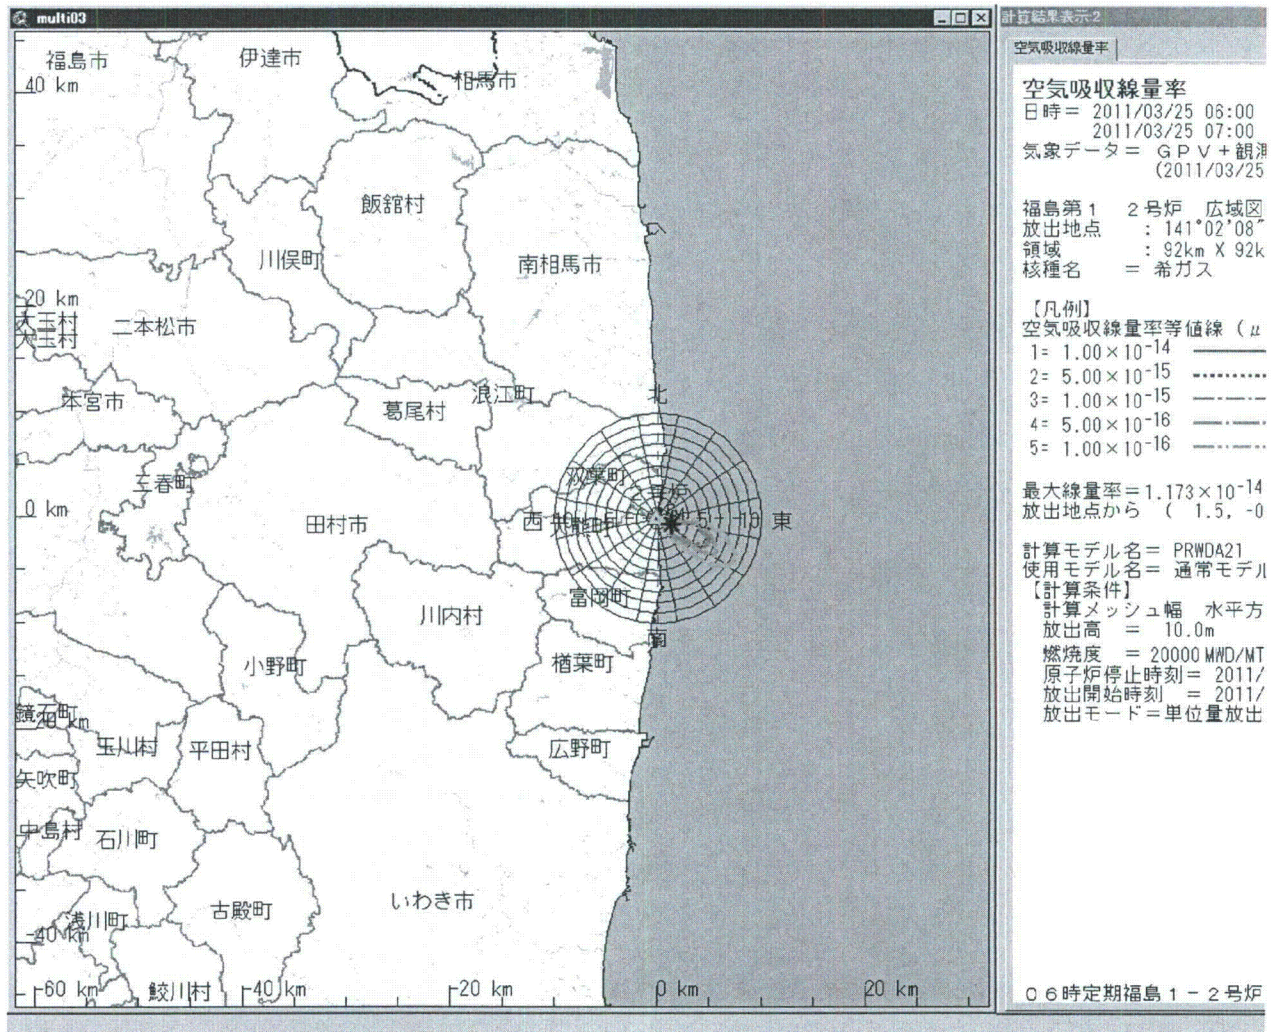 multi03
福島市
伊達市
相馬市
40 km
飯舘村
川俣町
南相馬市
20 km
大玉村
大玉村
二本松市
本宮市
葛尾村
浪江町
北
双葉町
三春町
0 km
田村市
西
5
10
東
富岡町
川内村
南
小野町
楢葉町
鏡石町
-20 km
玉川村
平田村
広野町
矢吹町
中島村
石川町
いわき市
浅川町
古殿町
-40 km
-60 km
鮫川村
-40 km
-20 km
0 km
20 km
計算結果表示:2
空気吸収線量率
空気吸収線量率
日時= 2011/03/25 06:00
2011/03/25 07:00
気象データ= GPV+観測
(2011/03/25
福島第1 2号炉 広域図
放出地点 : 141°02'08"
領域 : 92km X 92k
核種名 = 希ガス
【凡例】
空気吸収線量率等値線 (μ
1= 1.00×10-14
2= 5.00×10-15
3= 1.00×10-15
4= 5.00×10-16
5= 1.00×10-16
最大線量率=1.173×10-14
放出地点から ( 1.5, -0
計算モデル名= PRWDA21
使用モデル名= 通常モデル
【計算条件】
計算メッシュ幅 水平方
放出高 = 10.0m
燃焼度 = 20000MWD/MT
原子炉停止時刻= 2011/
放出開始時刻 = 2011/
放出モード=単位量放出
06時定期福島1-2号炉